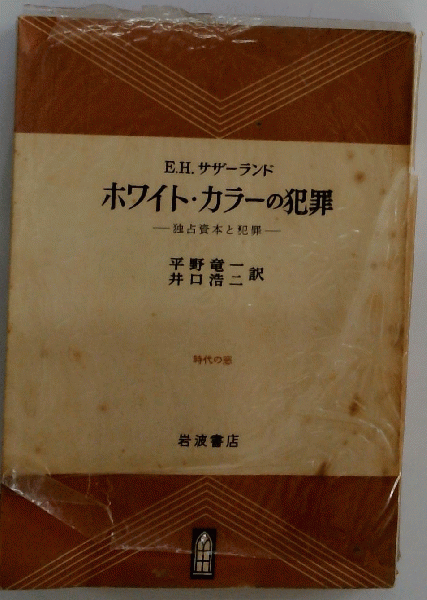 E.H. サザーランド
ホワイト・カラーの犯罪
—独占資本と犯罪—
平野竜一
井口浩二 訳
時代の窓
岩波書店